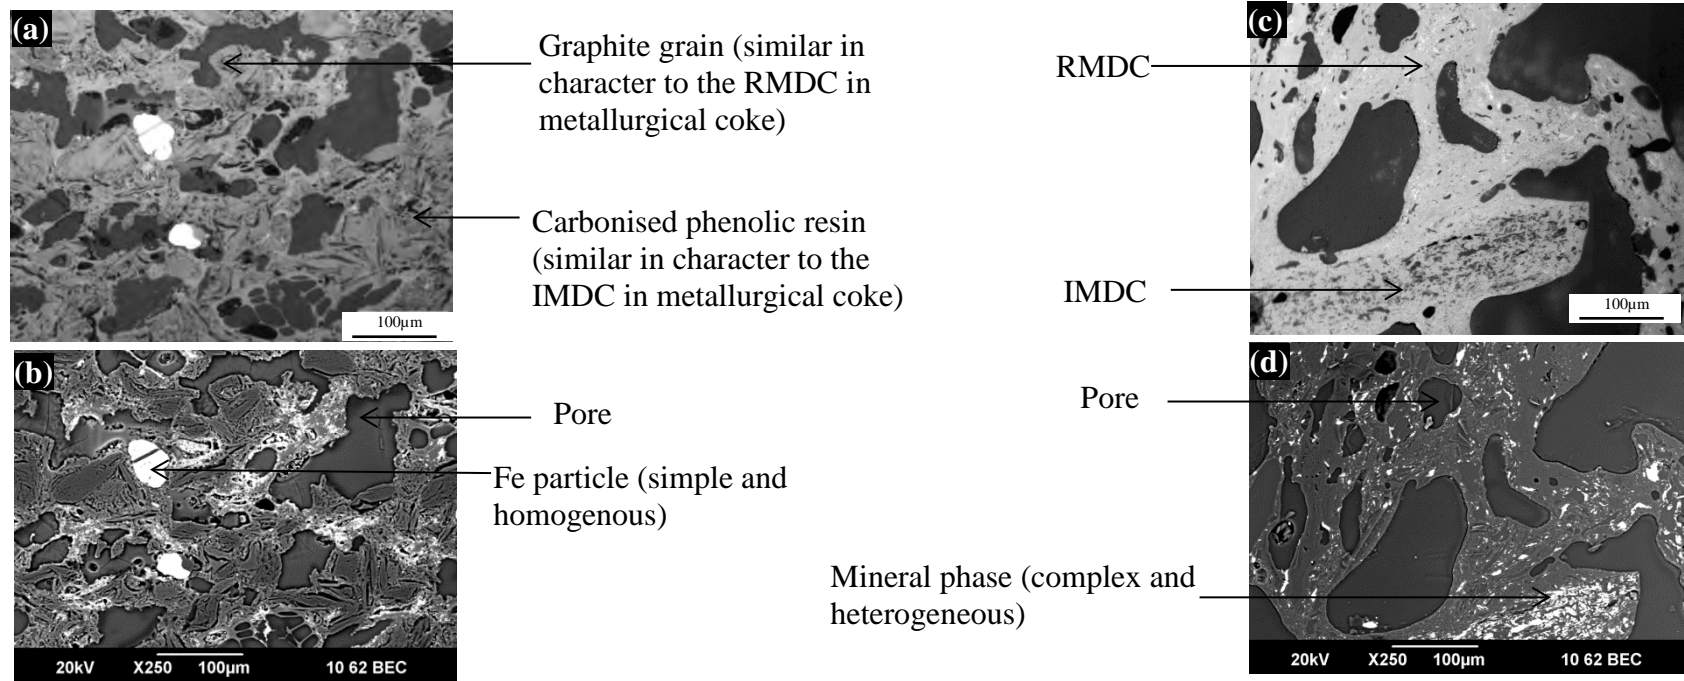 (a)
Graphite grain (similar in
character to the RMDC in
metallurgical coke)
Carbonised phenolic resin
(similar in character to the
IMDC in metallurgical coke)
100µm
(c)
RMDC
IMDC
100µm
(b)
Pore
Fe particle (simple and
homogenous)
20kV X250 100µm 10 62 BEC
(d)
Pore
Mineral phase (complex and
heterogeneous)
20kV X250 100µm 10 62 BEC